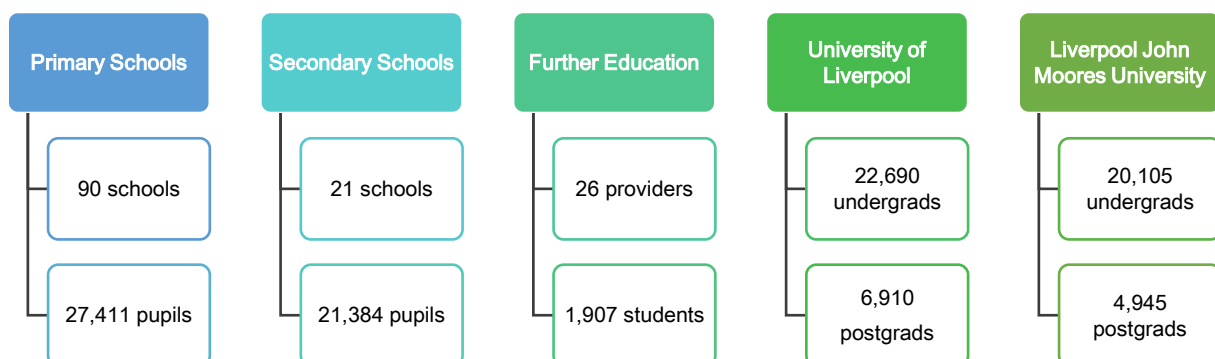 Primary Schools
90 schools
27,411 pupils
Secondary Schools
21 schools
21,384 pupils
Further Education
26 providers
1,907 students
University of
Liverpool
22,690
undergrads
6,910
postgrads
Liverpool John
Moores University
20,105
undergrads
4,945
postgrads